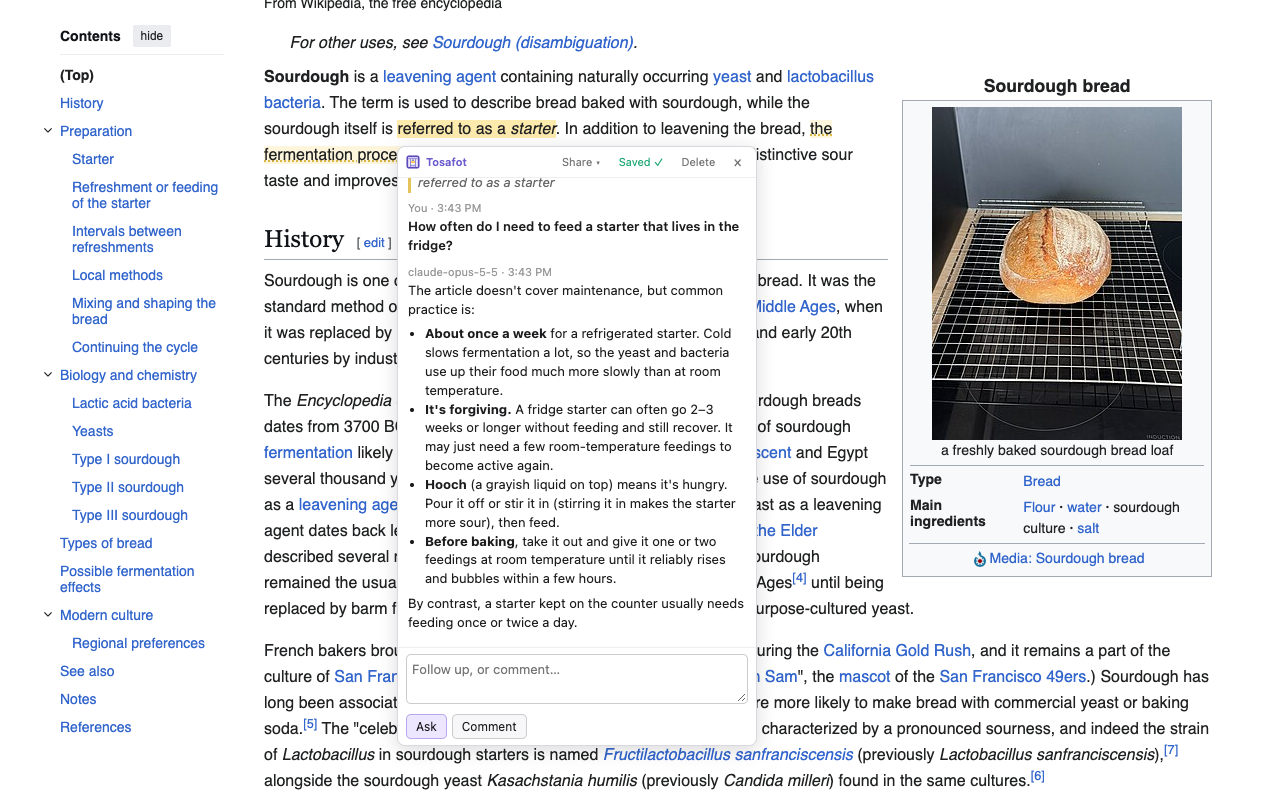 From Wikipedia, the free encyclopedia
Contents hide
(Top)
History
Preparation
Starter
Refreshment or feeding
of the starter
Intervals between
refreshments
Local methods
Mixing and shaping the
bread
Continuing the cycle
Biology and chemistry
Lactic acid bacteria
Yeasts
Type I sourdough
Type II sourdough
Type III sourdough
Types of bread
Possible fermentation
effects
Modern culture
Regional preferences
See also
Notes
References
For other uses, see Sourdough (disambiguation).
Sourdough is a leavening agent containing naturally occurring yeast and lactobacillus
bacteria. The term is used to describe bread baked with sourdough, while the
sourdough itself is referred to as a starter. In addition to leavening the bread, the
fermentation proce istinctive sour
taste and improves
History [ edit ]
Sourdough is one o bread. It was the
standard method o Middle Ages, when
it was replaced by and early 20th
centuries by indust
The Encyclopedia rdough breads
dates from 3700 BC of sourdough
fermentation likely scent and Egypt
several thousand y use of sourdough
as a leavening age ast as a leavening
agent dates back le the Elder
described several ourdough
remained the usua Ages[4] until being
replaced by barm f urpose-cultured yeast.
French bakers brou uring the California Gold Rush, and it remains a part of the
culture of San Fran Sam", the mascot of the San Francisco 49ers.) Sourdough has
long been associat re more likely to make bread with commercial yeast or baking
soda.[5] The "celeb characterized by a pronounced sourness, and indeed the strain
of Lactobacillus in sourdough starters is named Fructilactobacillus sanfranciscensis (previously Lactobacillus sanfranciscensis),[7]
alongside the sourdough yeast Kasachstania humilis (previously Candida milleri) found in the same cultures.[6]
Tosafot Share Saved ✓ Delete ×
referred to as a starter
You · 3:43 PM
How often do I need to feed a starter that lives in the
fridge?
claude-opus-5-5 · 3:43 PM
The article doesn't cover maintenance, but common
practice is:
• About once a week for a refrigerated starter. Cold
slows fermentation a lot, so the yeast and bacteria
use up their food much more slowly than at room
temperature.
• It's forgiving. A fridge starter can often go 2–3
weeks or longer without feeding and still recover. It
may just need a few room-temperature feedings to
become active again.
• Hooch (a grayish liquid on top) means it's hungry.
Pour it off or stir it in (stirring it in makes the starter
more sour), then feed.
• Before baking, take it out and give it one or two
feedings at room temperature until it reliably rises
and bubbles within a few hours.
By contrast, a starter kept on the counter usually needs
feeding once or twice a day.
Follow up, or comment...
Ask Comment
Sourdough bread
a freshly baked sourdough bread loaf
Type Bread
Main Flour · water · sourdough
ingredients culture · salt
Media: Sourdough bread